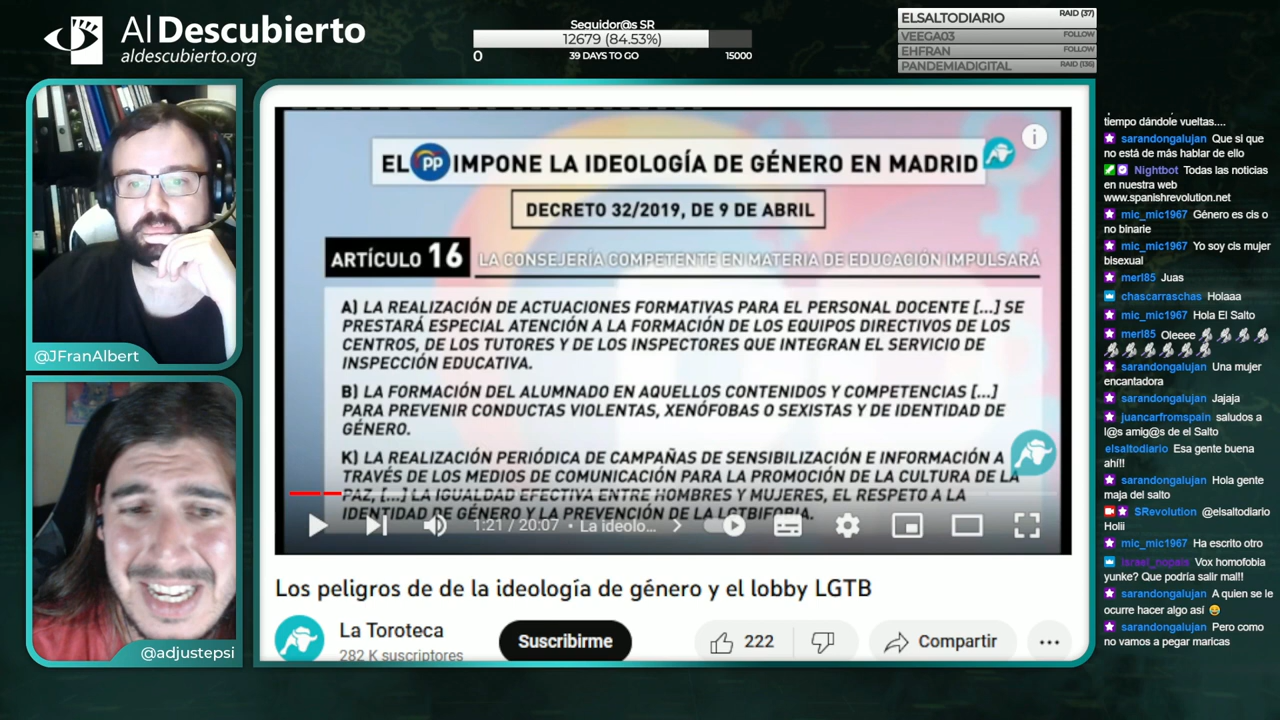 Al Descubierto
aldescubierto.org
Seguidor@s SR
12679 (84.53%)
0
39 DAYS TO GO
15000
ELSALTODIARIO
RAID (37)
VEEGA03
FOLLOW
EHFRAN
FOLLOW
PANDEMIADIGITAL
RAID (136)
@JFranAlbert
@adjustepsi
EL PP IMPONE LA IDEOLOGÍA DE GÉNERO EN MADRID
DECRETO 32/2019, DE 9 DE ABRIL
ARTÍCULO 16 LA CONSEJERÍA COMPETENTE EN MATERIA DE EDUCACIÓN IMPULSARÁ
A) LA REALIZACIÓN DE ACTUACIONES FORMATIVAS PARA EL PERSONAL DOCENTE [...] SE
PRESTARÁ ESPECIAL ATENCIÓN A LA FORMACIÓN DE LOS EQUIPOS DIRECTIVOS DE LOS
CENTROS, DE LOS TUTORES Y DE LOS INSPECTORES QUE INTEGRAN EL SERVICIO DE
INSPECCIÓN EDUCATIVA.
B) LA FORMACIÓN DEL ALUMNADO EN AQUELLOS CONTENIDOS Y COMPETENCIAS [...]
PARA PREVENIR CONDUCTAS VIOLENTAS, XENÓFOBAS O SEXISTAS Y DE IDENTIDAD DE
GÉNERO.
K) LA REALIZACIÓN PERIÓDICA DE CAMPAÑAS DE SENSIBILIZACIÓN E INFORMACIÓN A
TRAVÉS DE LOS MEDIOS DE COMUNICACIÓN PARA LA PROMOCIÓN DE LA CULTURA DE LA
PAZ, [...] LA IGUALDAD EFECTIVA ENTRE HOMBRES Y MUJERES, EL RESPETO A LA
IDENTIDAD DE GÉNERO Y LA PREVENCIÓN DE LA LGTBIFOBIA.
1:21 / 20:07 • La ideolo...
Los peligros de de la ideología de género y el lobby LGTB
La Toroteca
282 K suscriptores
Suscribirme
222
Compartir
tiempo dándole vueltas....
sarandongalujan Que si que
no está de más hablar de ello
Nightbot Todas las noticias
en nuestra web
www.spanishrevolution.net
mic_mic1967 Género es cis o
no binarie
mic_mic1967 Yo soy cis mujer
bisexual
merl85 Juas
chascarraschas Holaaa
mic_mic1967 Hola El Salto
merl85 Oleeee
sarandongalujan Una mujer
encantadora
sarandongalujan Jajaja
juancarfromspain saludos a
l@s amig@s de el Salto
elsaltodiario Esa gente buena
ahí!!
sarandongalujan Hola gente
maja del salto
SRevolution @elsaltodiario
Holii
mic_mic1967 Ha escrito otro
israel_nopais Vox homofobia
yunke? Que podría salir mal!!
sarandongalujan A quien se le
ocurre hacer algo así
sarandongalujan Pero como
no vamos a pegar maricas